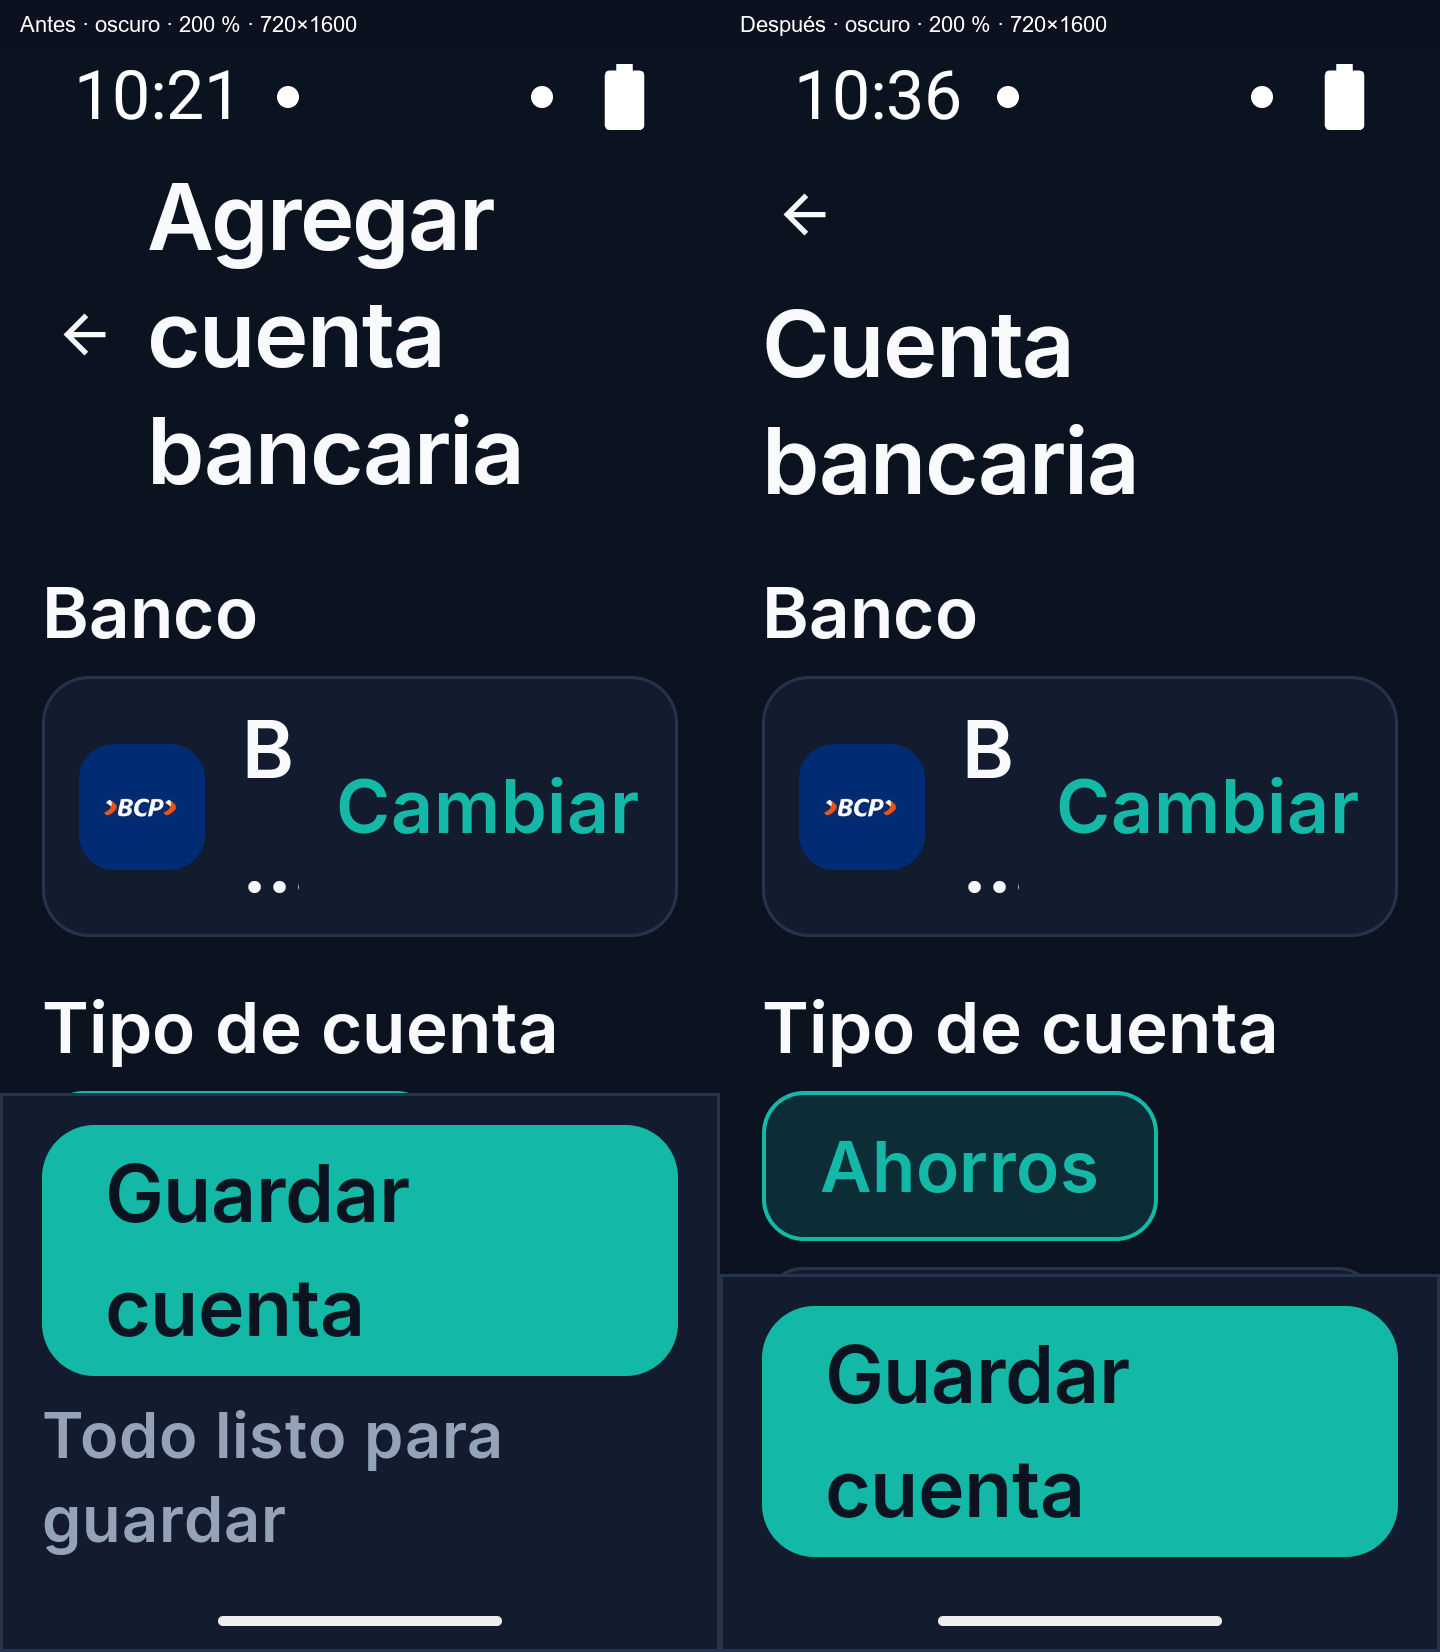 Antes · oscuro · 200 % · 720×1600
10:21
Agregar
cuenta
bancaria
Banco
BCP
B
Cambiar
Tipo de cuenta
Guardar
cuenta
Todo listo para
guardar
Después · oscuro · 200 % · 720×1600
10:36
Cuenta
bancaria
Banco
BCP
B
Cambiar
Tipo de cuenta
Ahorros
Guardar
cuenta